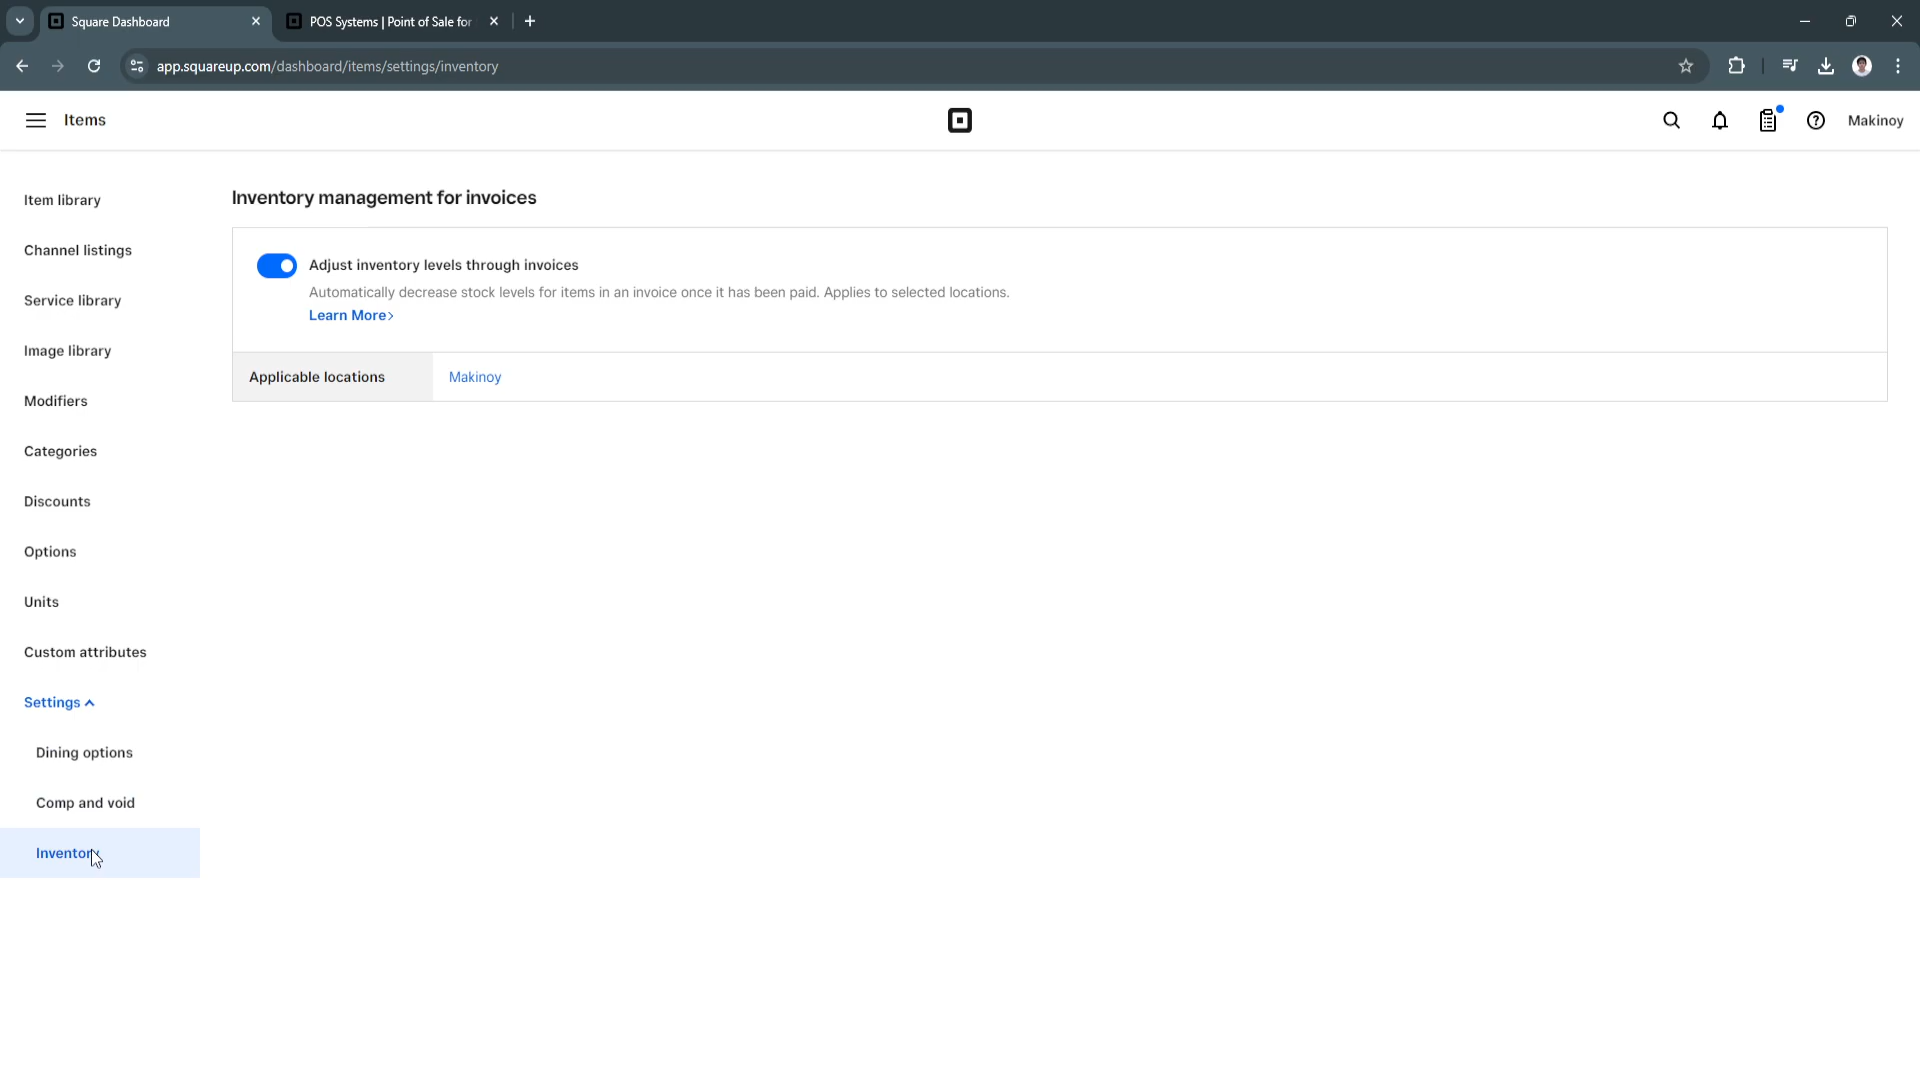 Square Dashboard
POS Systems | Point of Sale for
app.squareup.com/dashboard/items/settings/inventory
Items
Makinoy
Item library
Channel listings
Service library
Image library
Modifiers
Categories
Discounts
Options
Units
Custom attributes
Settings
Dining options
Comp and void
Inventory
Inventory management for invoices
Adjust inventory levels through invoices
Automatically decrease stock levels for items in an invoice once it has been paid. Applies to selected locations.
Learn More
Applicable locations
Makinoy